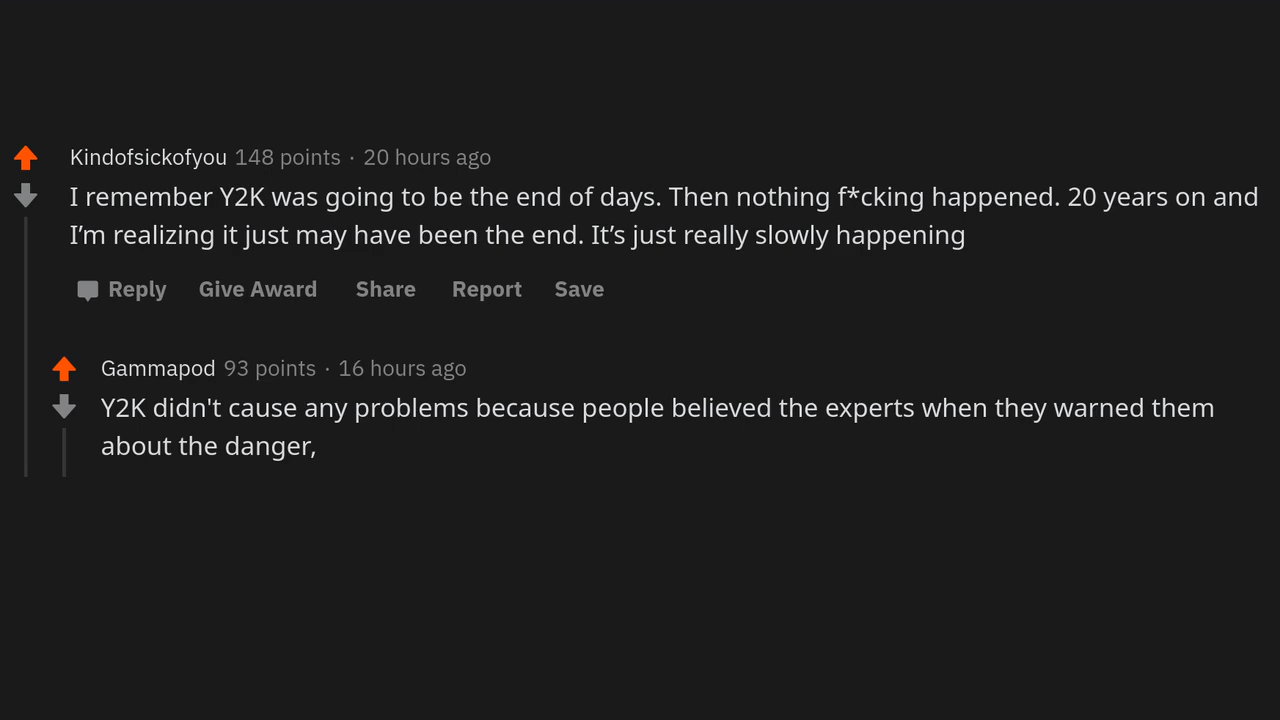 Kindofsickofyou 148 points · 20 hours ago
I remember Y2K was going to be the end of days. Then nothing f*cking happened. 20 years on and
I’m realizing it just may have been the end. It’s just really slowly happening
Reply Give Award Share Report Save
Gammapod 93 points · 16 hours ago
Y2K didn't cause any problems because people believed the experts when they warned them
about the danger,